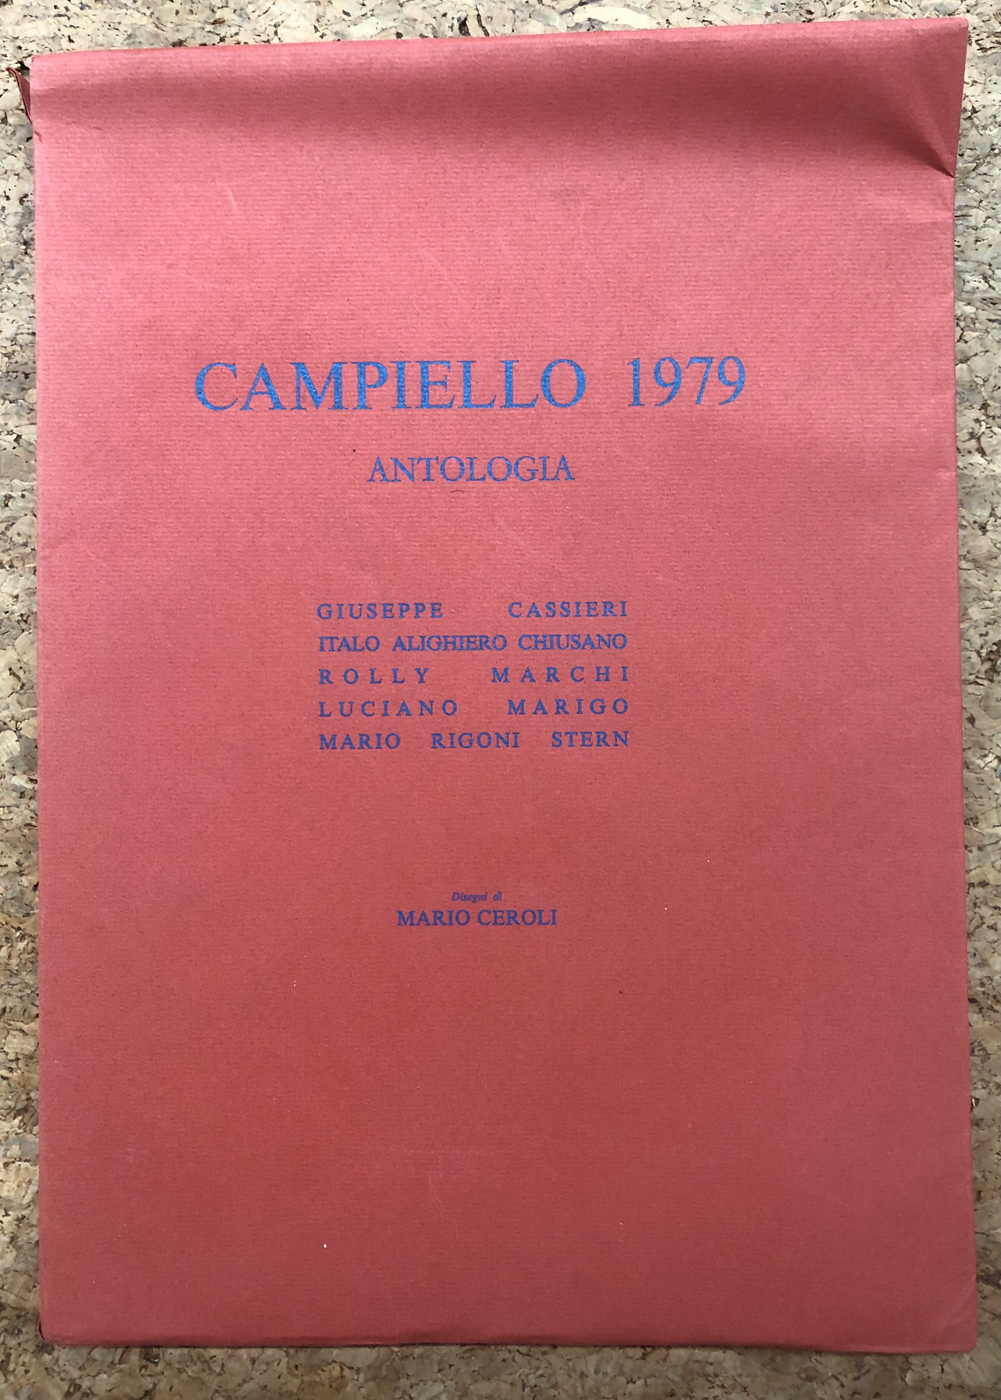 CAMPIELLO 1979
ANTOLOGIA
GIUSEPPE CASSIERI
ITALO ALIGHIERO CHIUSANO
ROLLY MARCHI
LUCIANO MARIGO
MARIO RIGONI STERN
Disegni di
MARIO CEROLI